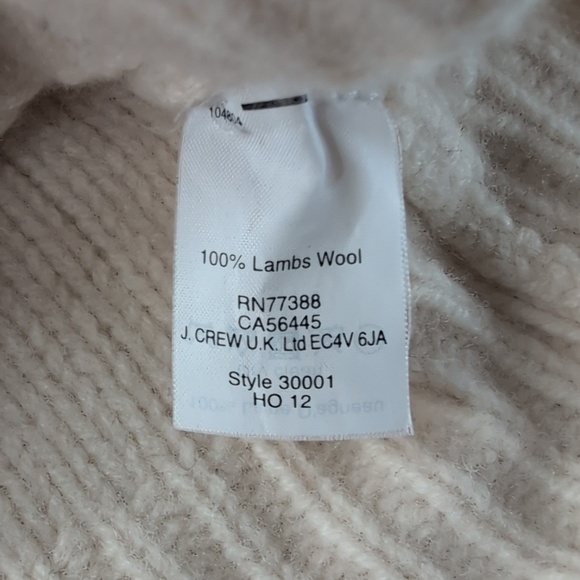 100% Lambs Wool
RN77388
CA56445
J. CREW U.K. Ltd EC4V 6JA
Style 30001
HO 12